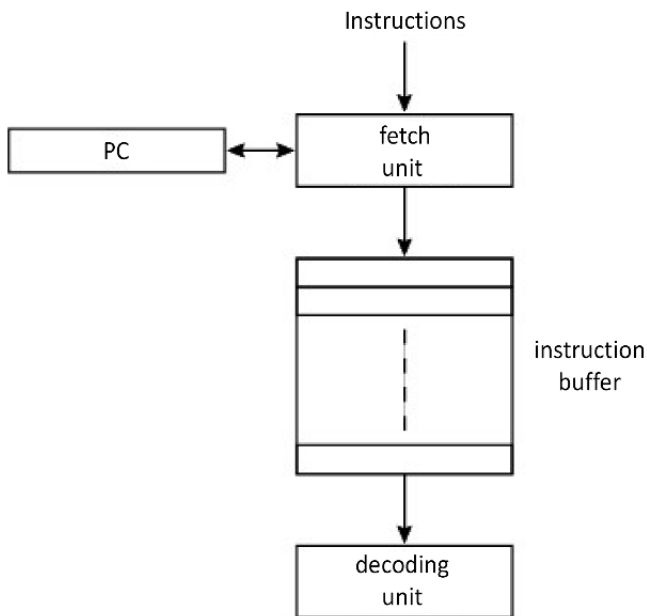 Instructions
PC
fetch
unit
instruction
buffer
decoding
unit